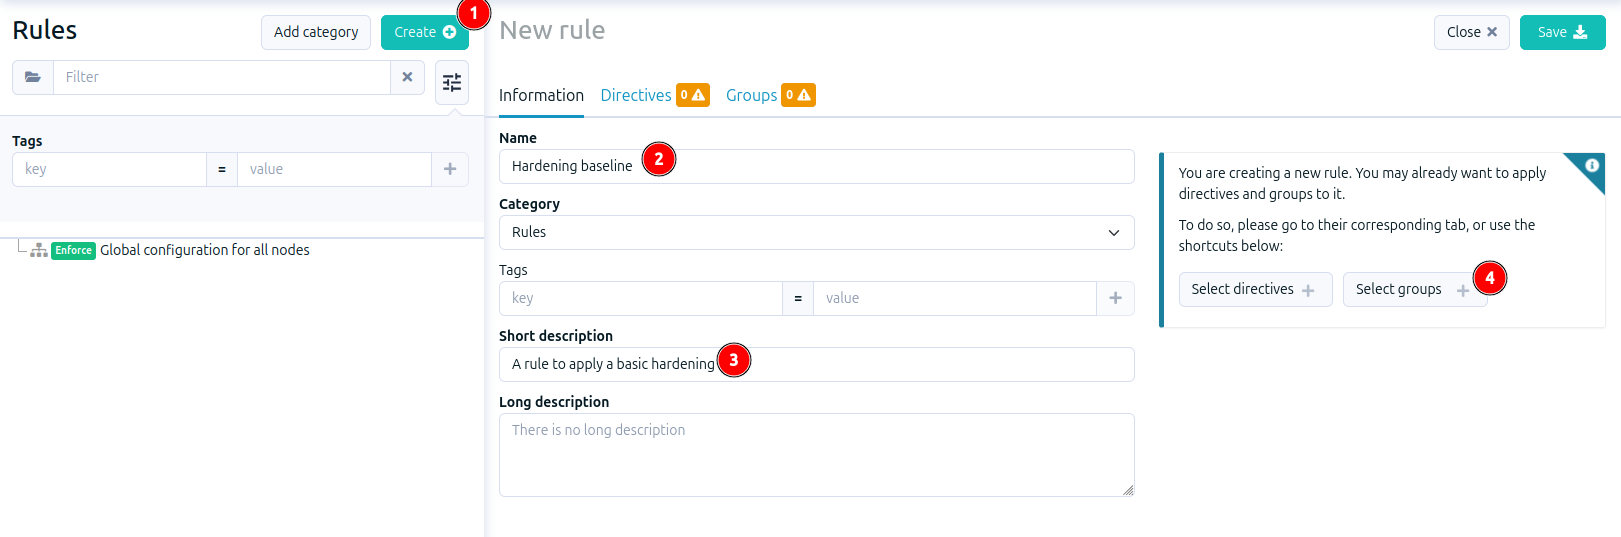 Rules
Add category
Create
1
Filter
Tags
key = value
Enforce Global configuration for all nodes
New rule
Close
Save
Information Directives 0 Groups 0
Name
Hardening baseline
2
Category
Rules
Tags
key = value
Short description
A rule to apply a basic hardening
3
Long description
There is no long description
You are creating a new rule. You may already want to apply
directives and groups to it.
To do so, please go to their corresponding tab, or use the
shortcuts below:
Select directives + Select groups +
4